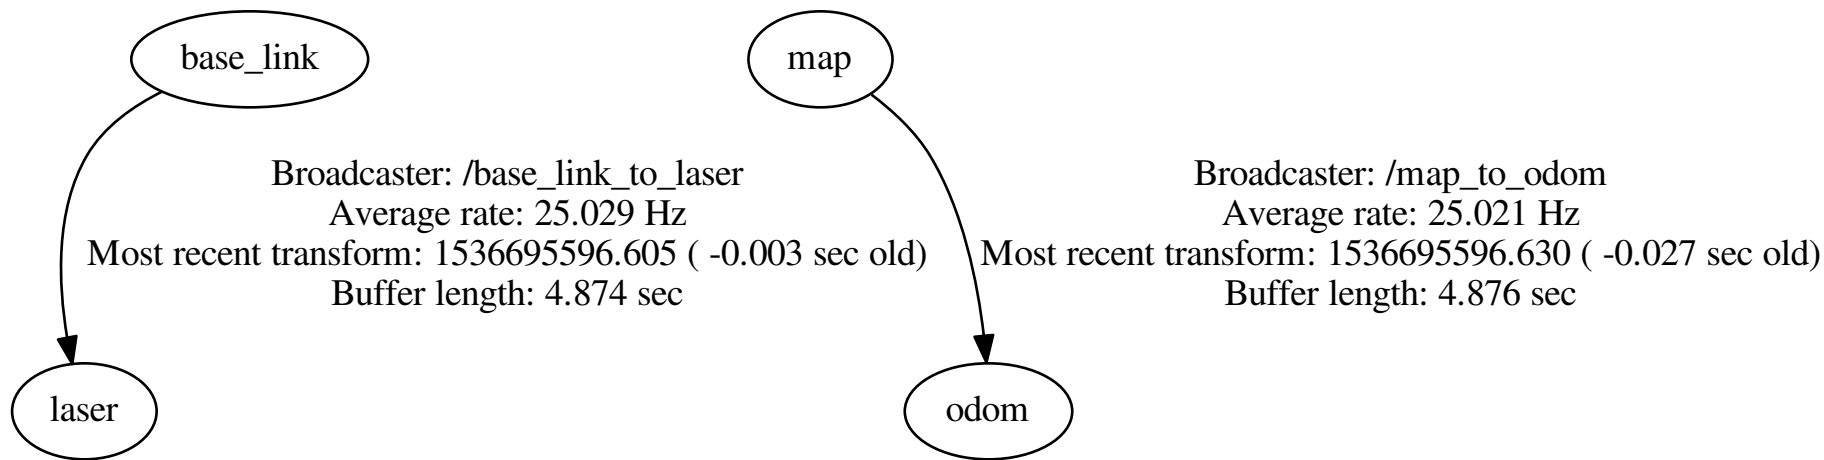 base_link
map
Broadcaster: /base_link_to_laser
Average rate: 25.029 Hz
Most recent transform: 1536695596.605 ( -0.003 sec old)
Buffer length: 4.874 sec
Broadcaster: /map_to_odom
Average rate: 25.021 Hz
Most recent transform: 1536695596.630 ( -0.027 sec old)
Buffer length: 4.876 sec
laser
odom